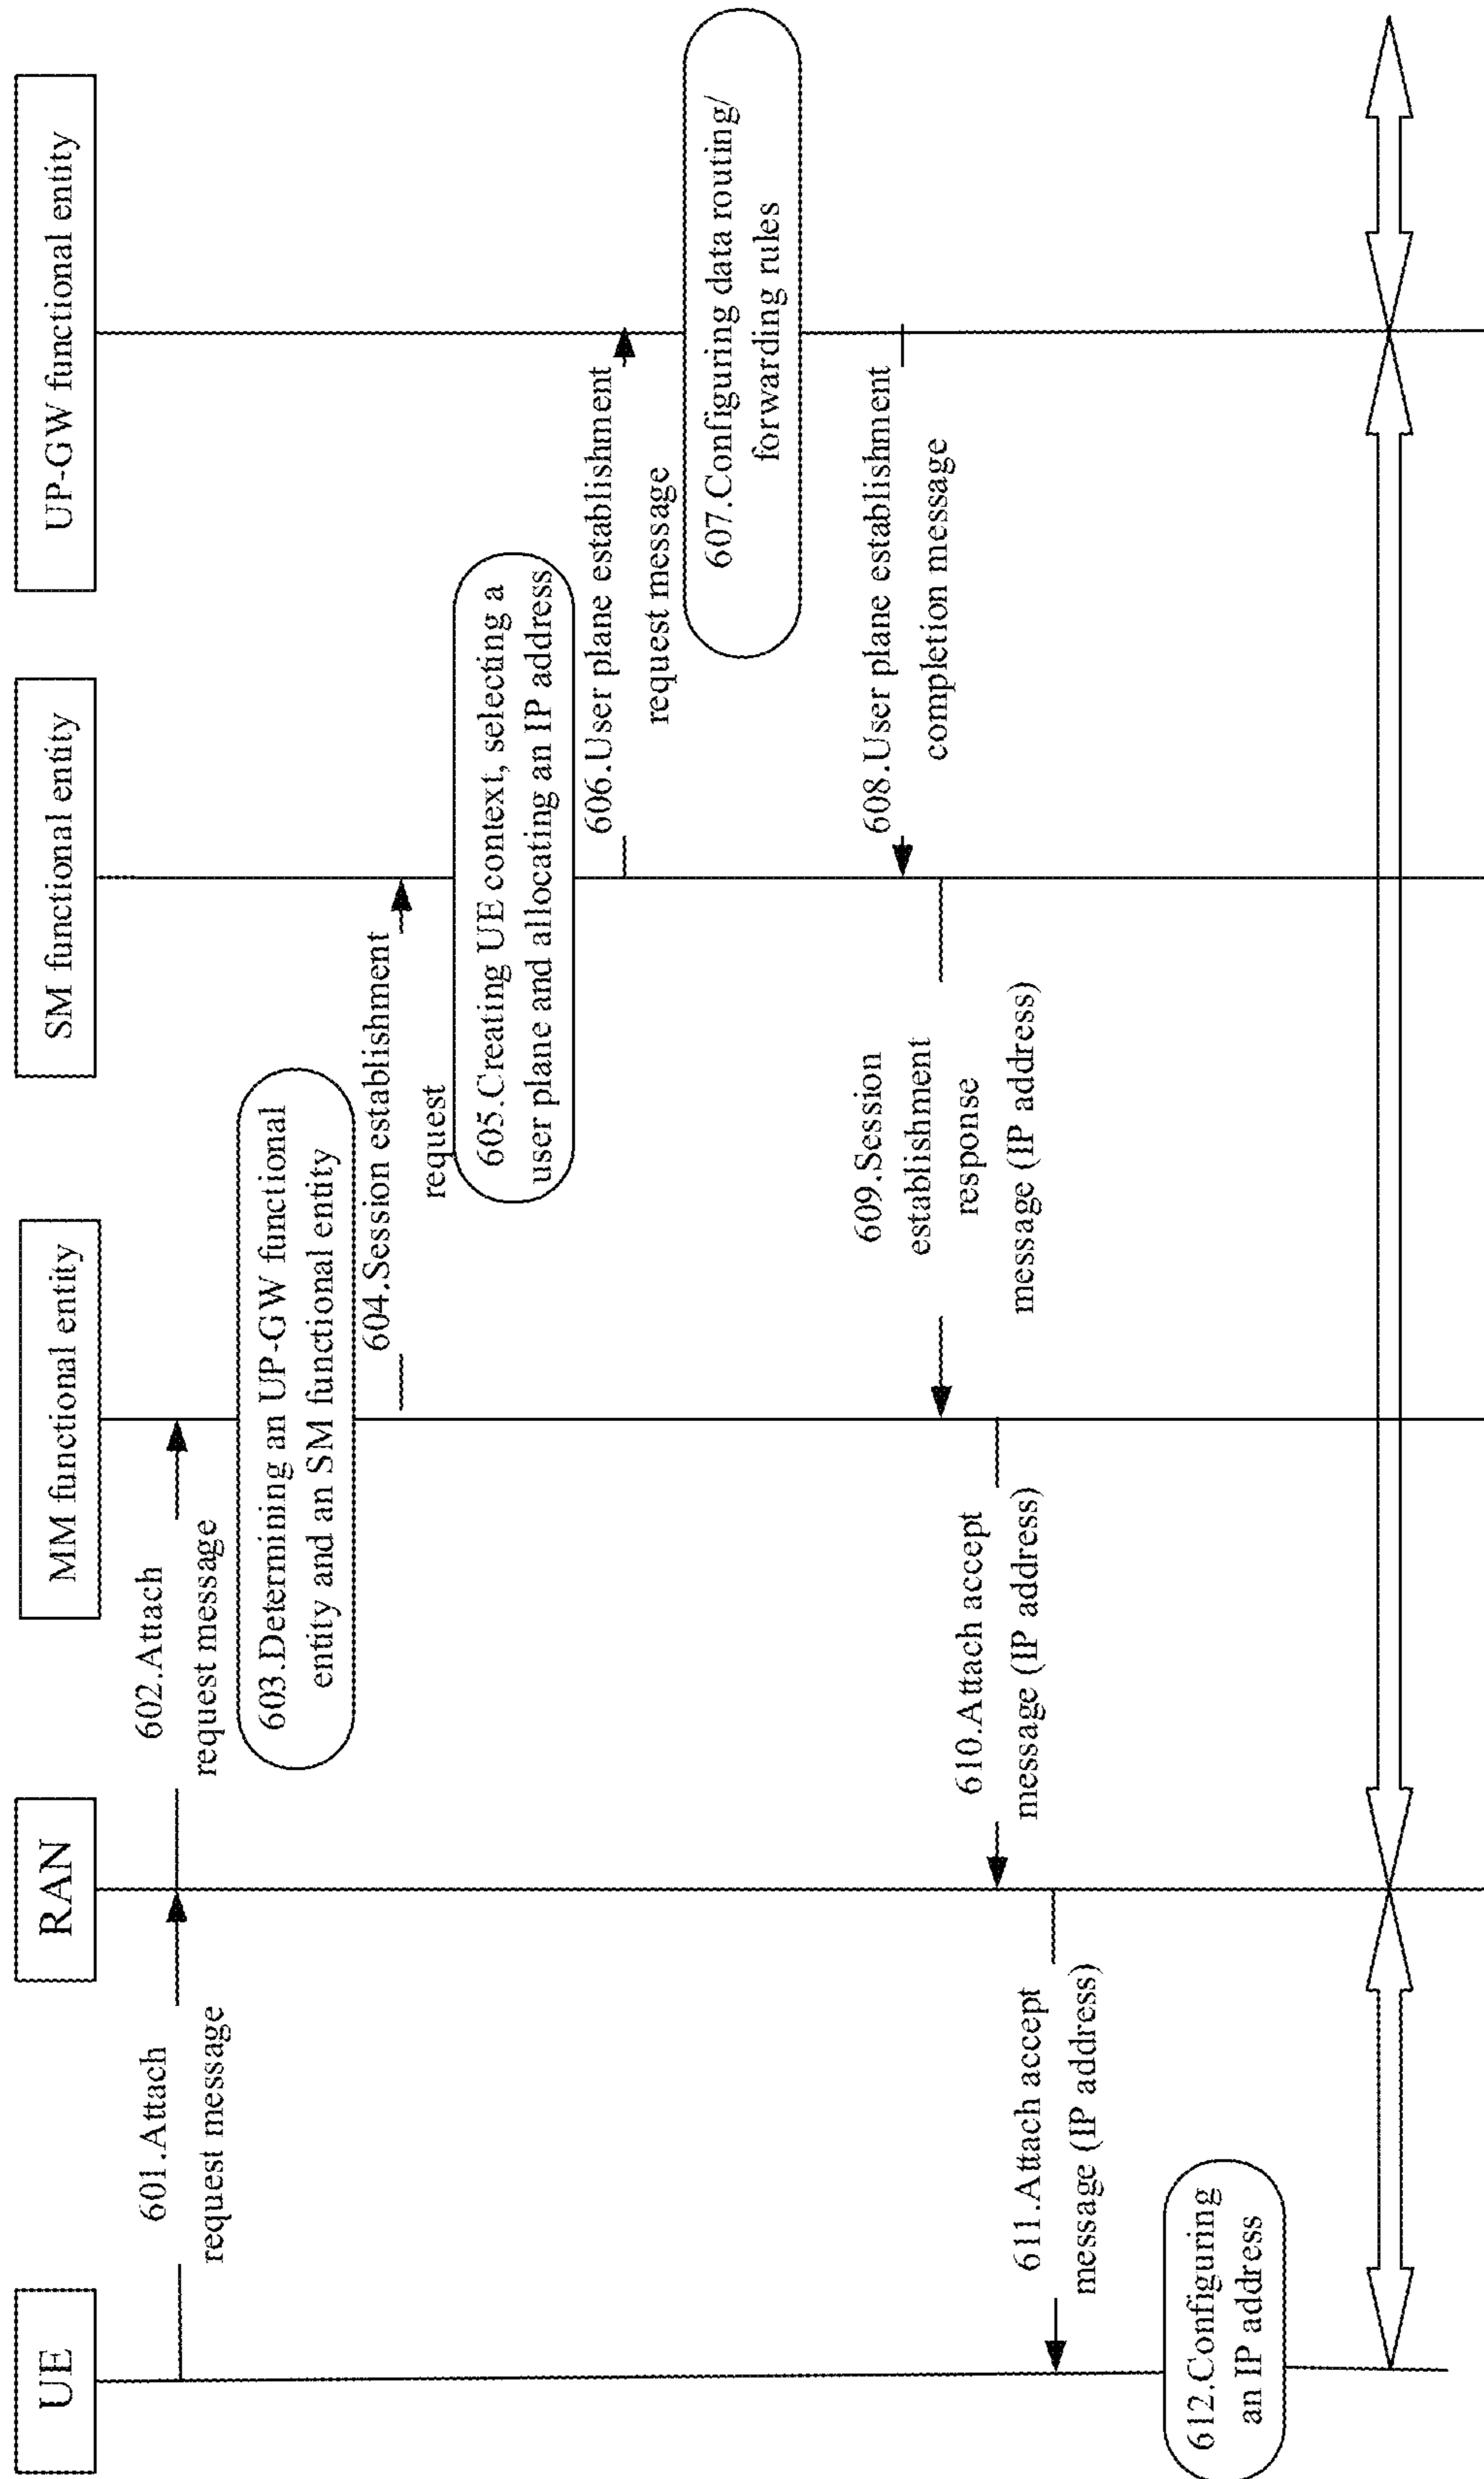 UE
RAN
MM functional entity
SM functional entity
UP-GW functional entity
601.Attach
request message
602.Attach
request message
603.Determining an UP-GW functional
entity and an SM functional entity
604.Session establishment
request
605.Creating UE context, selecting a
user plane and allocating an IP address
606.User plane establishment
request message
607.Configuring data routing/
forwarding rules
608.User plane establishment
completion message
609.Session
establishment
response
message (IP address)
610.Attach accept
message (IP address)
611.Attach accept
message (IP address)
612.Configuring
an IP address